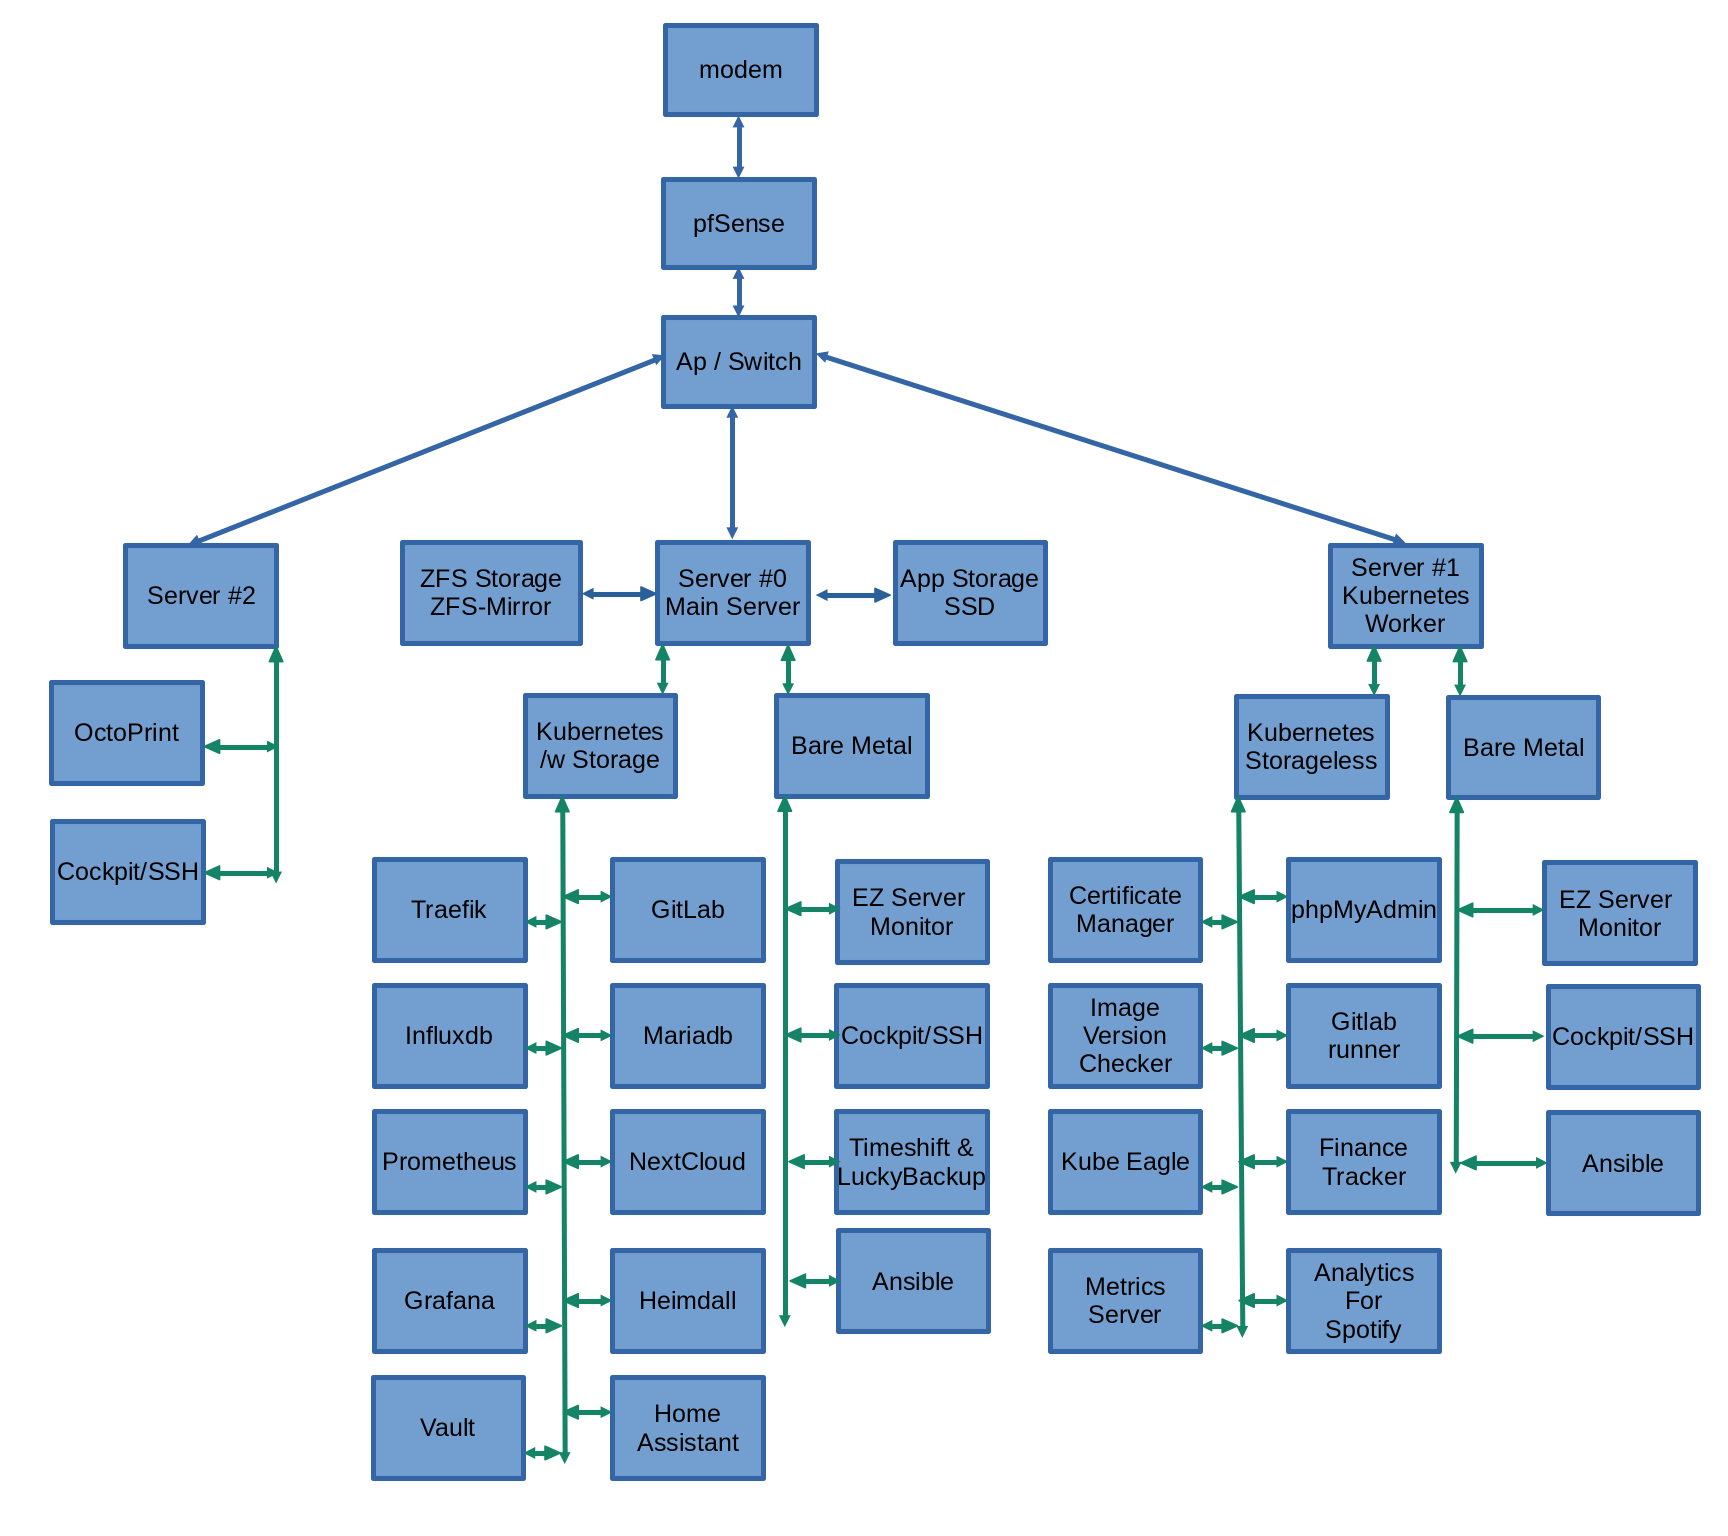 modem
pfSense
Ap / Switch
Server #2
ZFS Storage
ZFS-Mirror
Server #0
Main Server
App Storage
SSD
Server #1
Kubernetes
Worker
OctoPrint
Cockpit/SSH
Kubernetes
/w Storage
Bare Metal
Kubernetes
Storageless
Bare Metal
Traefik
GitLab
EZ Server
Monitor
Certificate
Manager
phpMyAdmin
EZ Server
Monitor
Influxdb
Mariadb
Cockpit/SSH
Image
Version
Checker
Gitlab
runner
Cockpit/SSH
Prometheus
NextCloud
Timeshift &
LuckyBackup
Kube Eagle
Finance
Tracker
Ansible
Grafana
Heimdall
Ansible
Metrics
Server
Analytics
For
Spotify
Vault
Home
Assistant